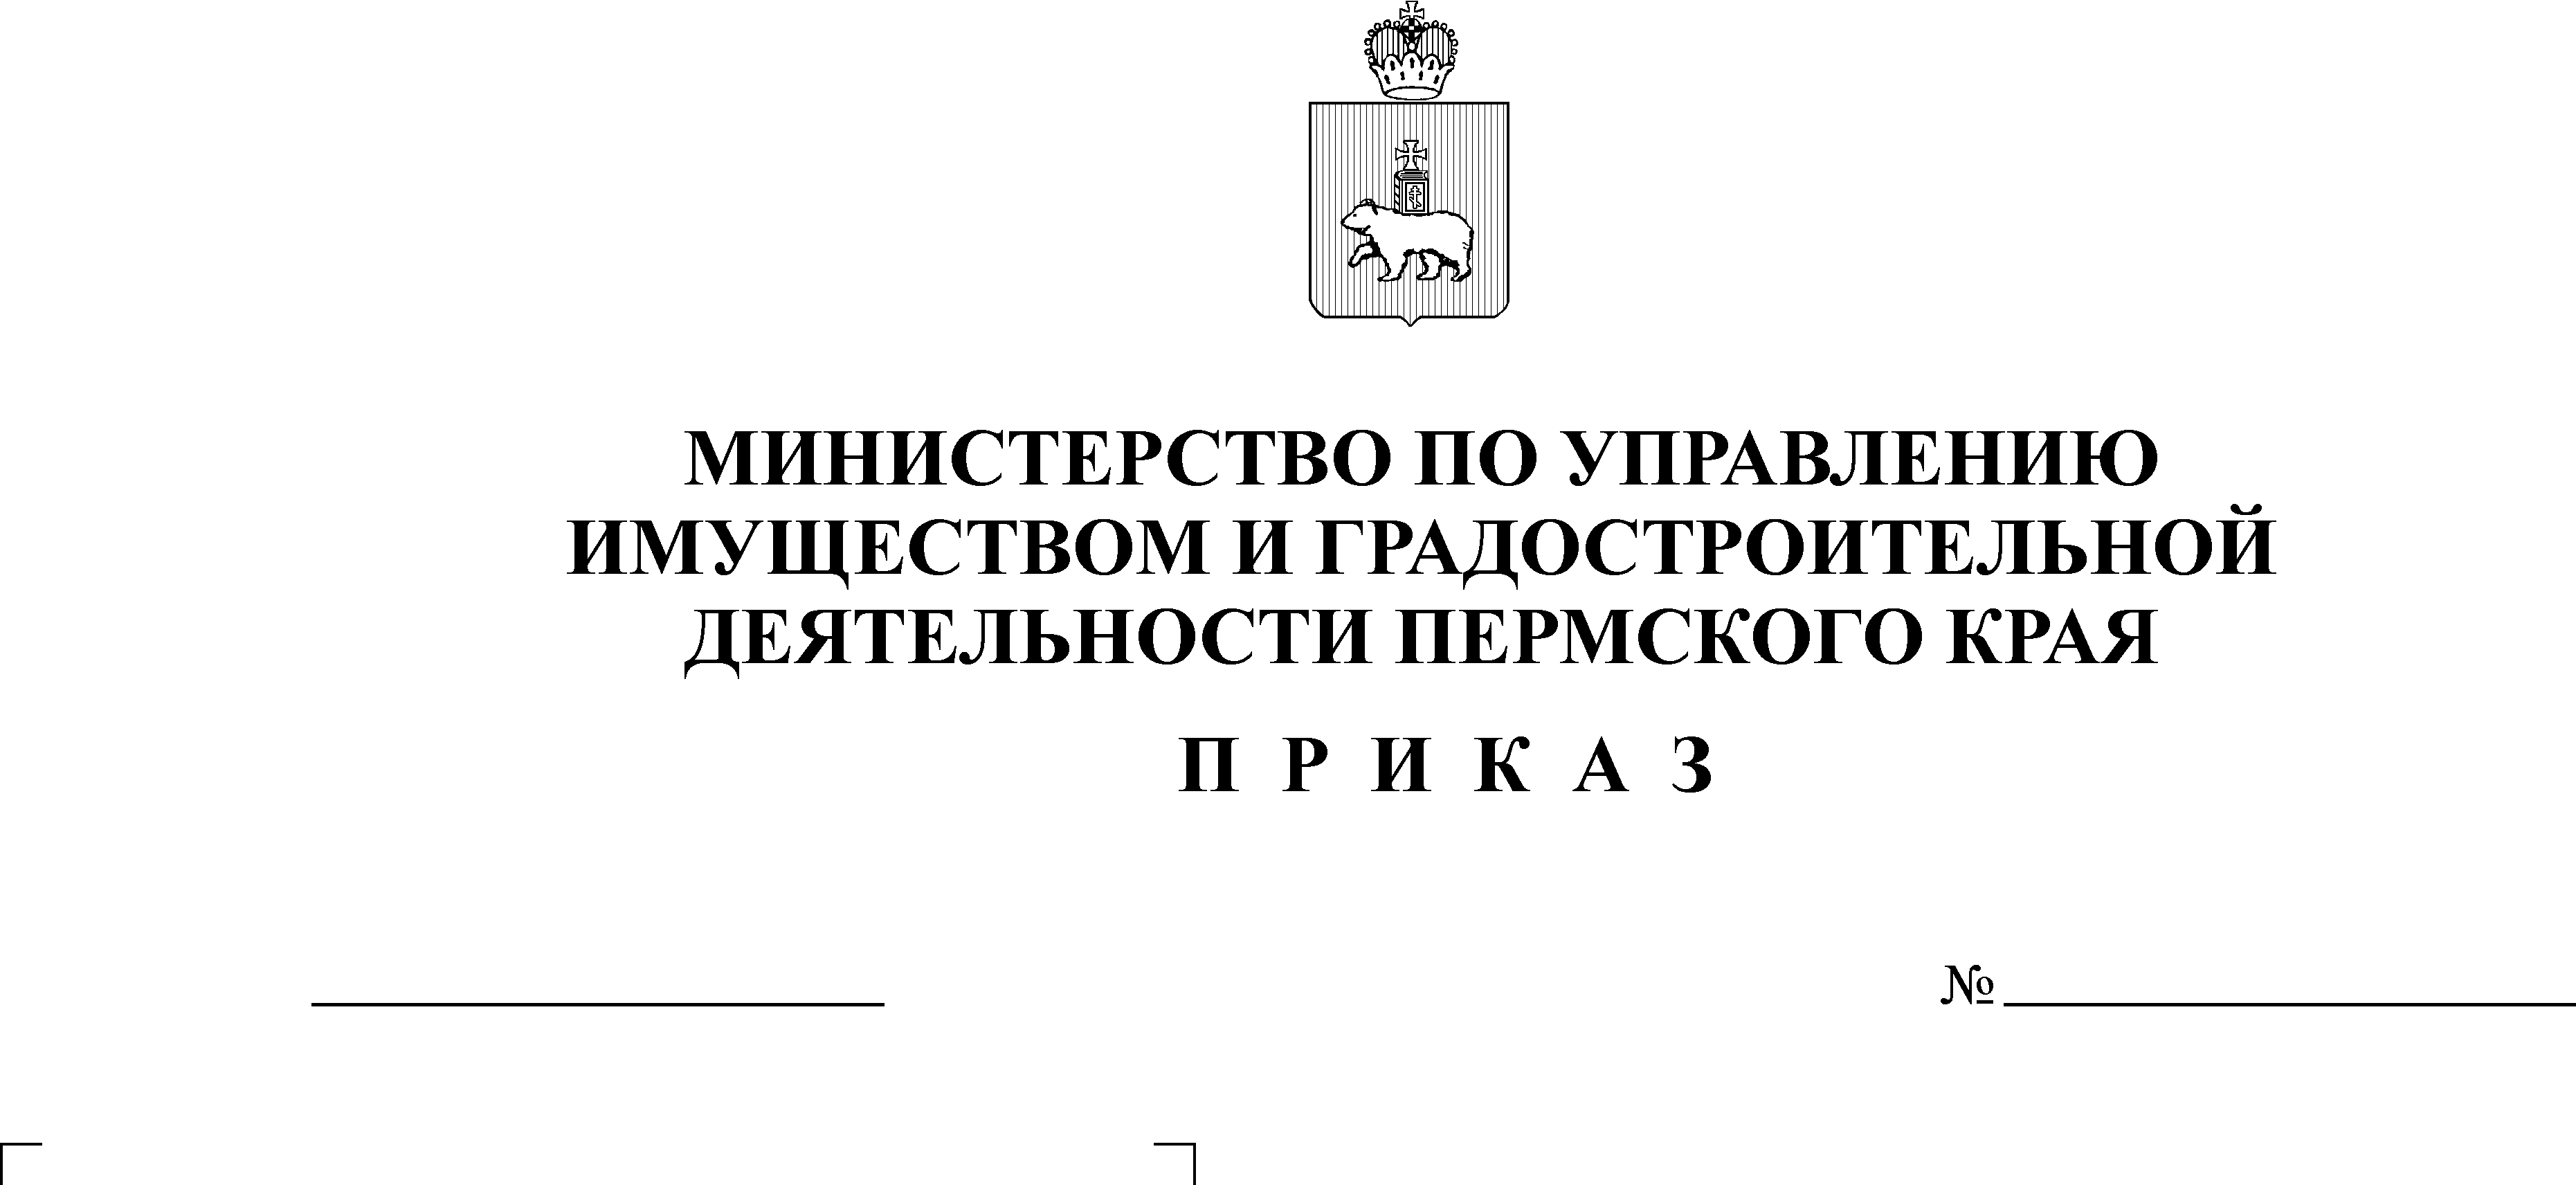 МИНИСТЕРСТВО ПО УПРАВЛЕНИЮ
ИМУЩЕСТВОМ И ГРАДОСТРОИТЕЛЬНОЙ
ДЕЯТЕЛЬНОСТИ ПЕРМСКОГО КРАЯ
П Р И К А З
№